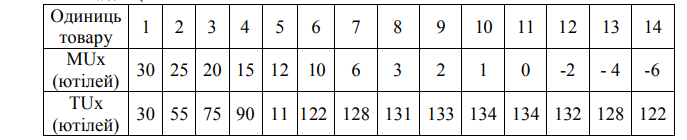 Одиниць товару 1 2 3 4 5 6 7 8 9 10 11 12 13 14
MUx (ютілей) 30 25 20 15 12 10 6 3 2 1 0 -2 - 4 -6
TUx (ютілей) 30 55 75 90 11 122 128 131 133 134 134 132 128 122